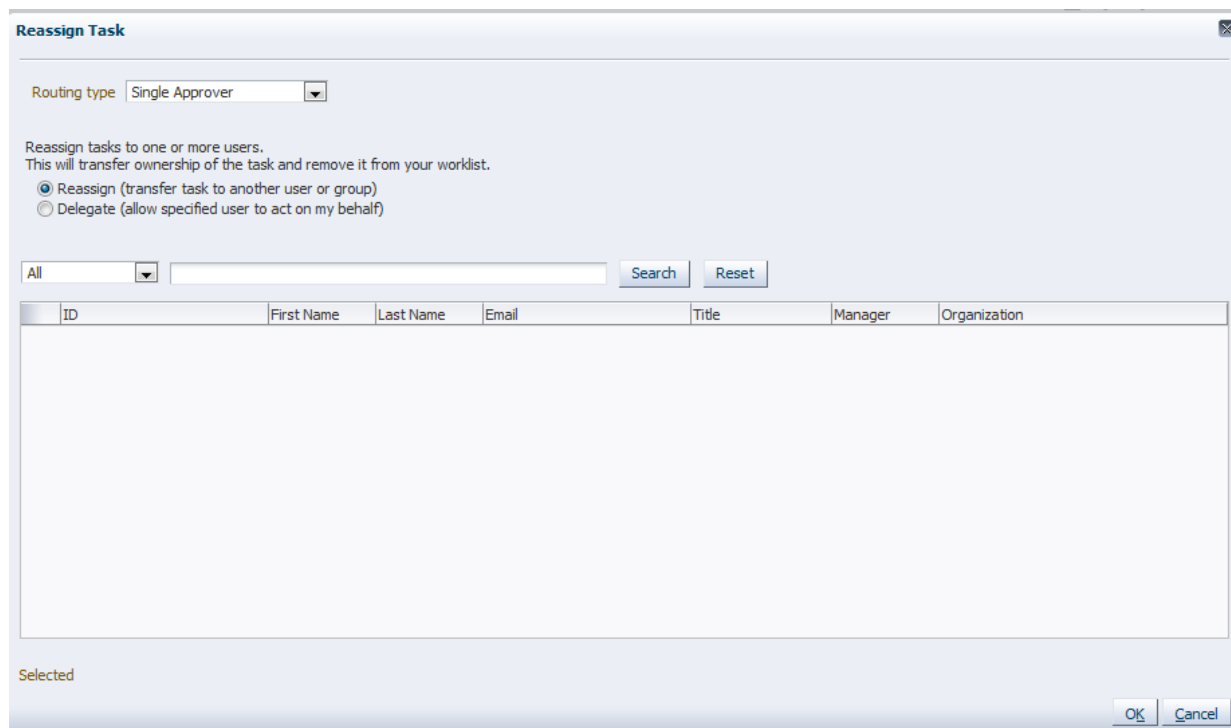 Reassign Task
Routing type Single Approver
Reassign tasks to one or more users.
This will transfer ownership of the task and remove it from your worklist.
Reassign (transfer task to another user or group)
Delegate (allow specified user to act on my behalf)
All Search Reset
ID First Name Last Name Email Title Manager Organization
Selected
OK Cancel